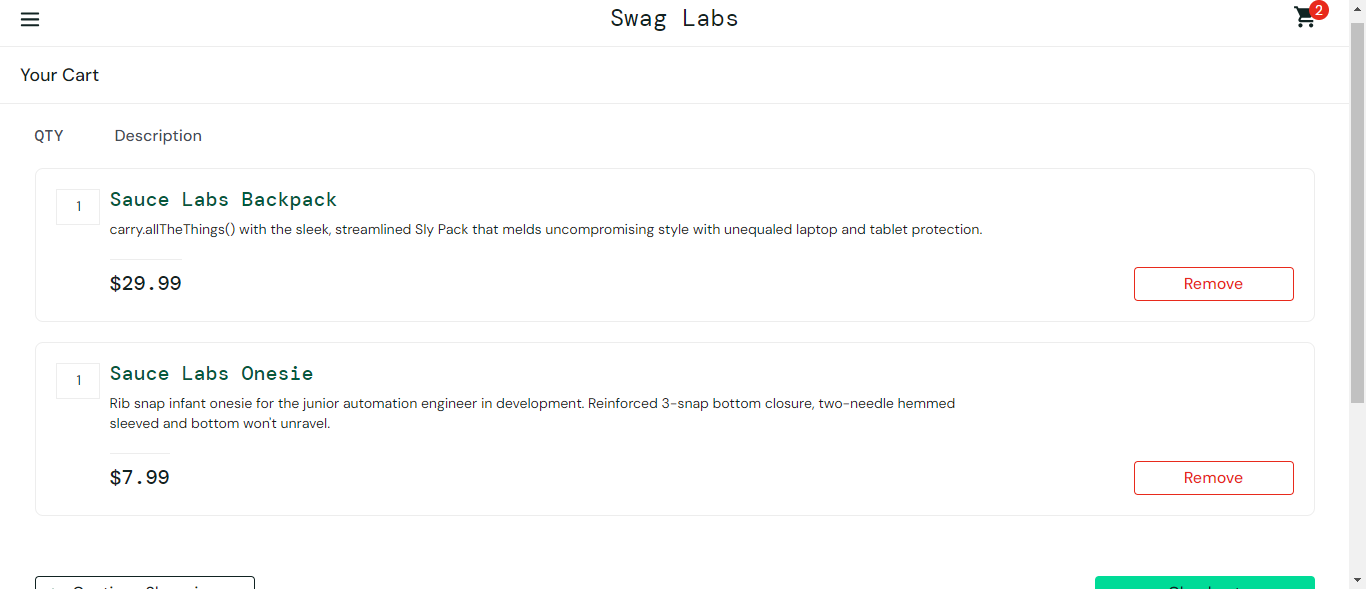 Swag Labs
2
Your Cart
QTY Description
1 Sauce Labs Backpack
carry.allTheThings() with the sleek, streamlined Sly Pack that melds uncompromising style with unequaled laptop and tablet protection.
$29.99 Remove
1 Sauce Labs Onesie
Rib snap infant onesie for the junior automation engineer in development. Reinforced 3-snap bottom closure, two-needle hemmed
sleeved and bottom won't unravel.
$7.99 Remove